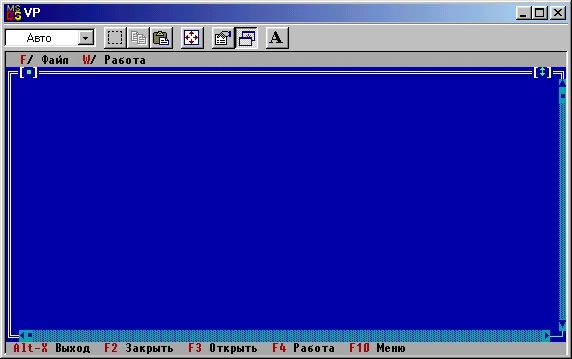 VP
Авто
A
F/ Файл W/ Работа
Alt-X Выход F2 Закрыть F3 Открыть F4 Работа F10 Меню